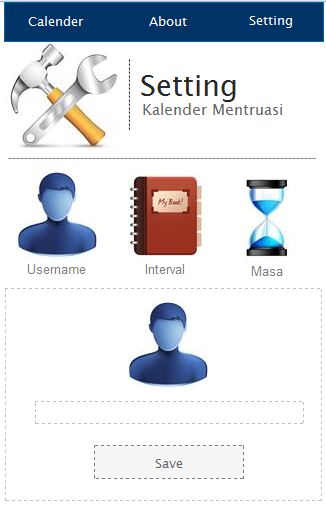 Calender About Setting
Setting
Kalender Mentruasi
My Book!
Username Interval Masa
Save